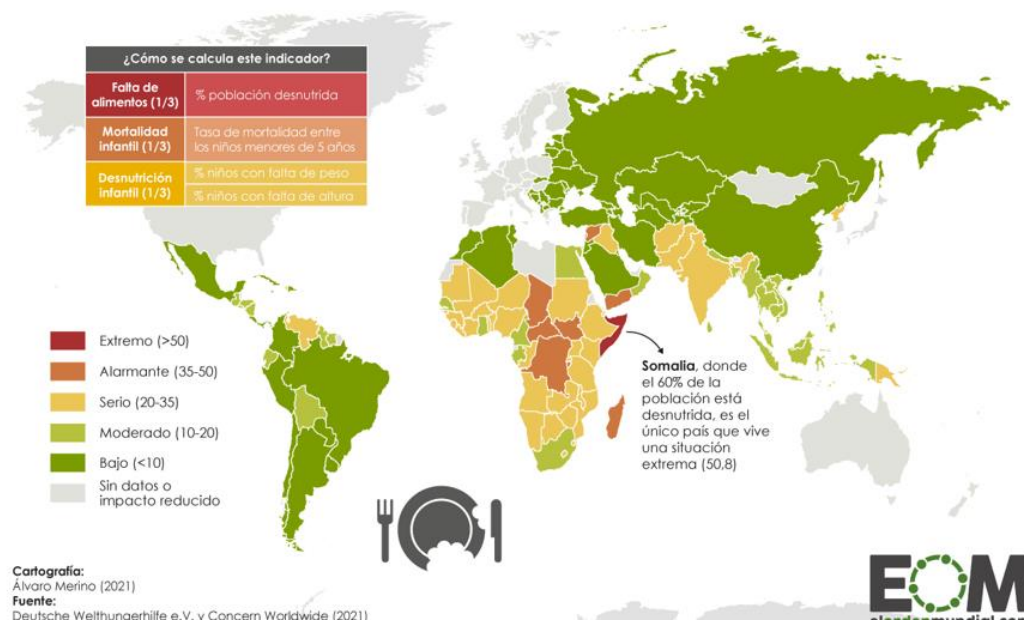 ¿Cómo se calcula este indicador?
Falta de
alimentos (1/3)
% población desnutrida
Mortalidad
infantil (1/3)
Tasa de mortalidad entre
los niños menores de 5 años
Desnutrición
infantil (1/3)
% niños con falta de peso
% niños con falta de altura
Extremo (>50)
Alarmante (35-50)
Serio (20-35)
Moderado (10-20)
Bajo (<10)
Sin datos o
impacto reducido
Somalia, donde
el 60% de la
población está
desnutrida, es el
único país que vive
una situación
extrema (50,8)
Cartografía:
Álvaro Merino (2021)
Fuente:
Deutsche Welthungerhilfe e.V. y Concern Worldwide (2021)
EOM
elordenmundial.com